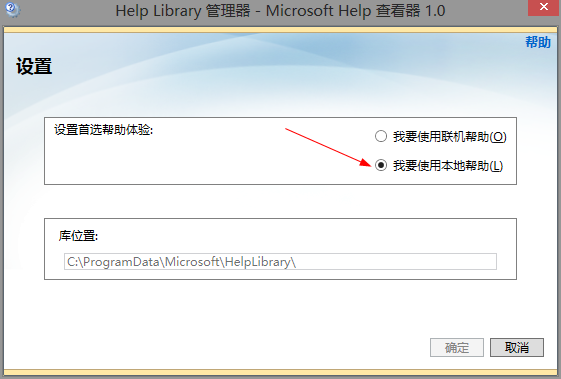 Help Library 管理器 - Microsoft Help 查看器 1.0
帮助
设置
设置首选帮助体验:
我要使用联机帮助(O)
我要使用本地帮助(L)
库位置:
C:\ProgramData\Microsoft\HelpLibrary\
确定
取消